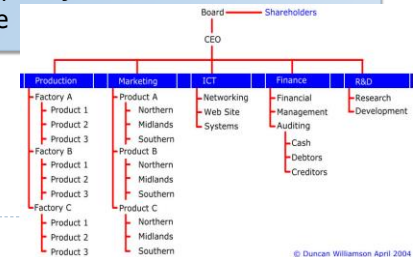 e
Board
Shareholders
CEO
Production
Factory A
Product 1
Product 2
Product 3
Factory B
Product 1
Product 2
Product 3
Factory C
Product 1
Product 2
Product 3
Marketing
Product A
Northern
Midlands
Southern
Product B
Northern
Midlands
Southern
Product C
Northern
Midlands
Southern
ICT
Networking
Web Site
Systems
Finance
Financial
Management
Auditing
Cash
Debtors
Creditors
R&D
Research
Development
© Duncan Williamson April 2004